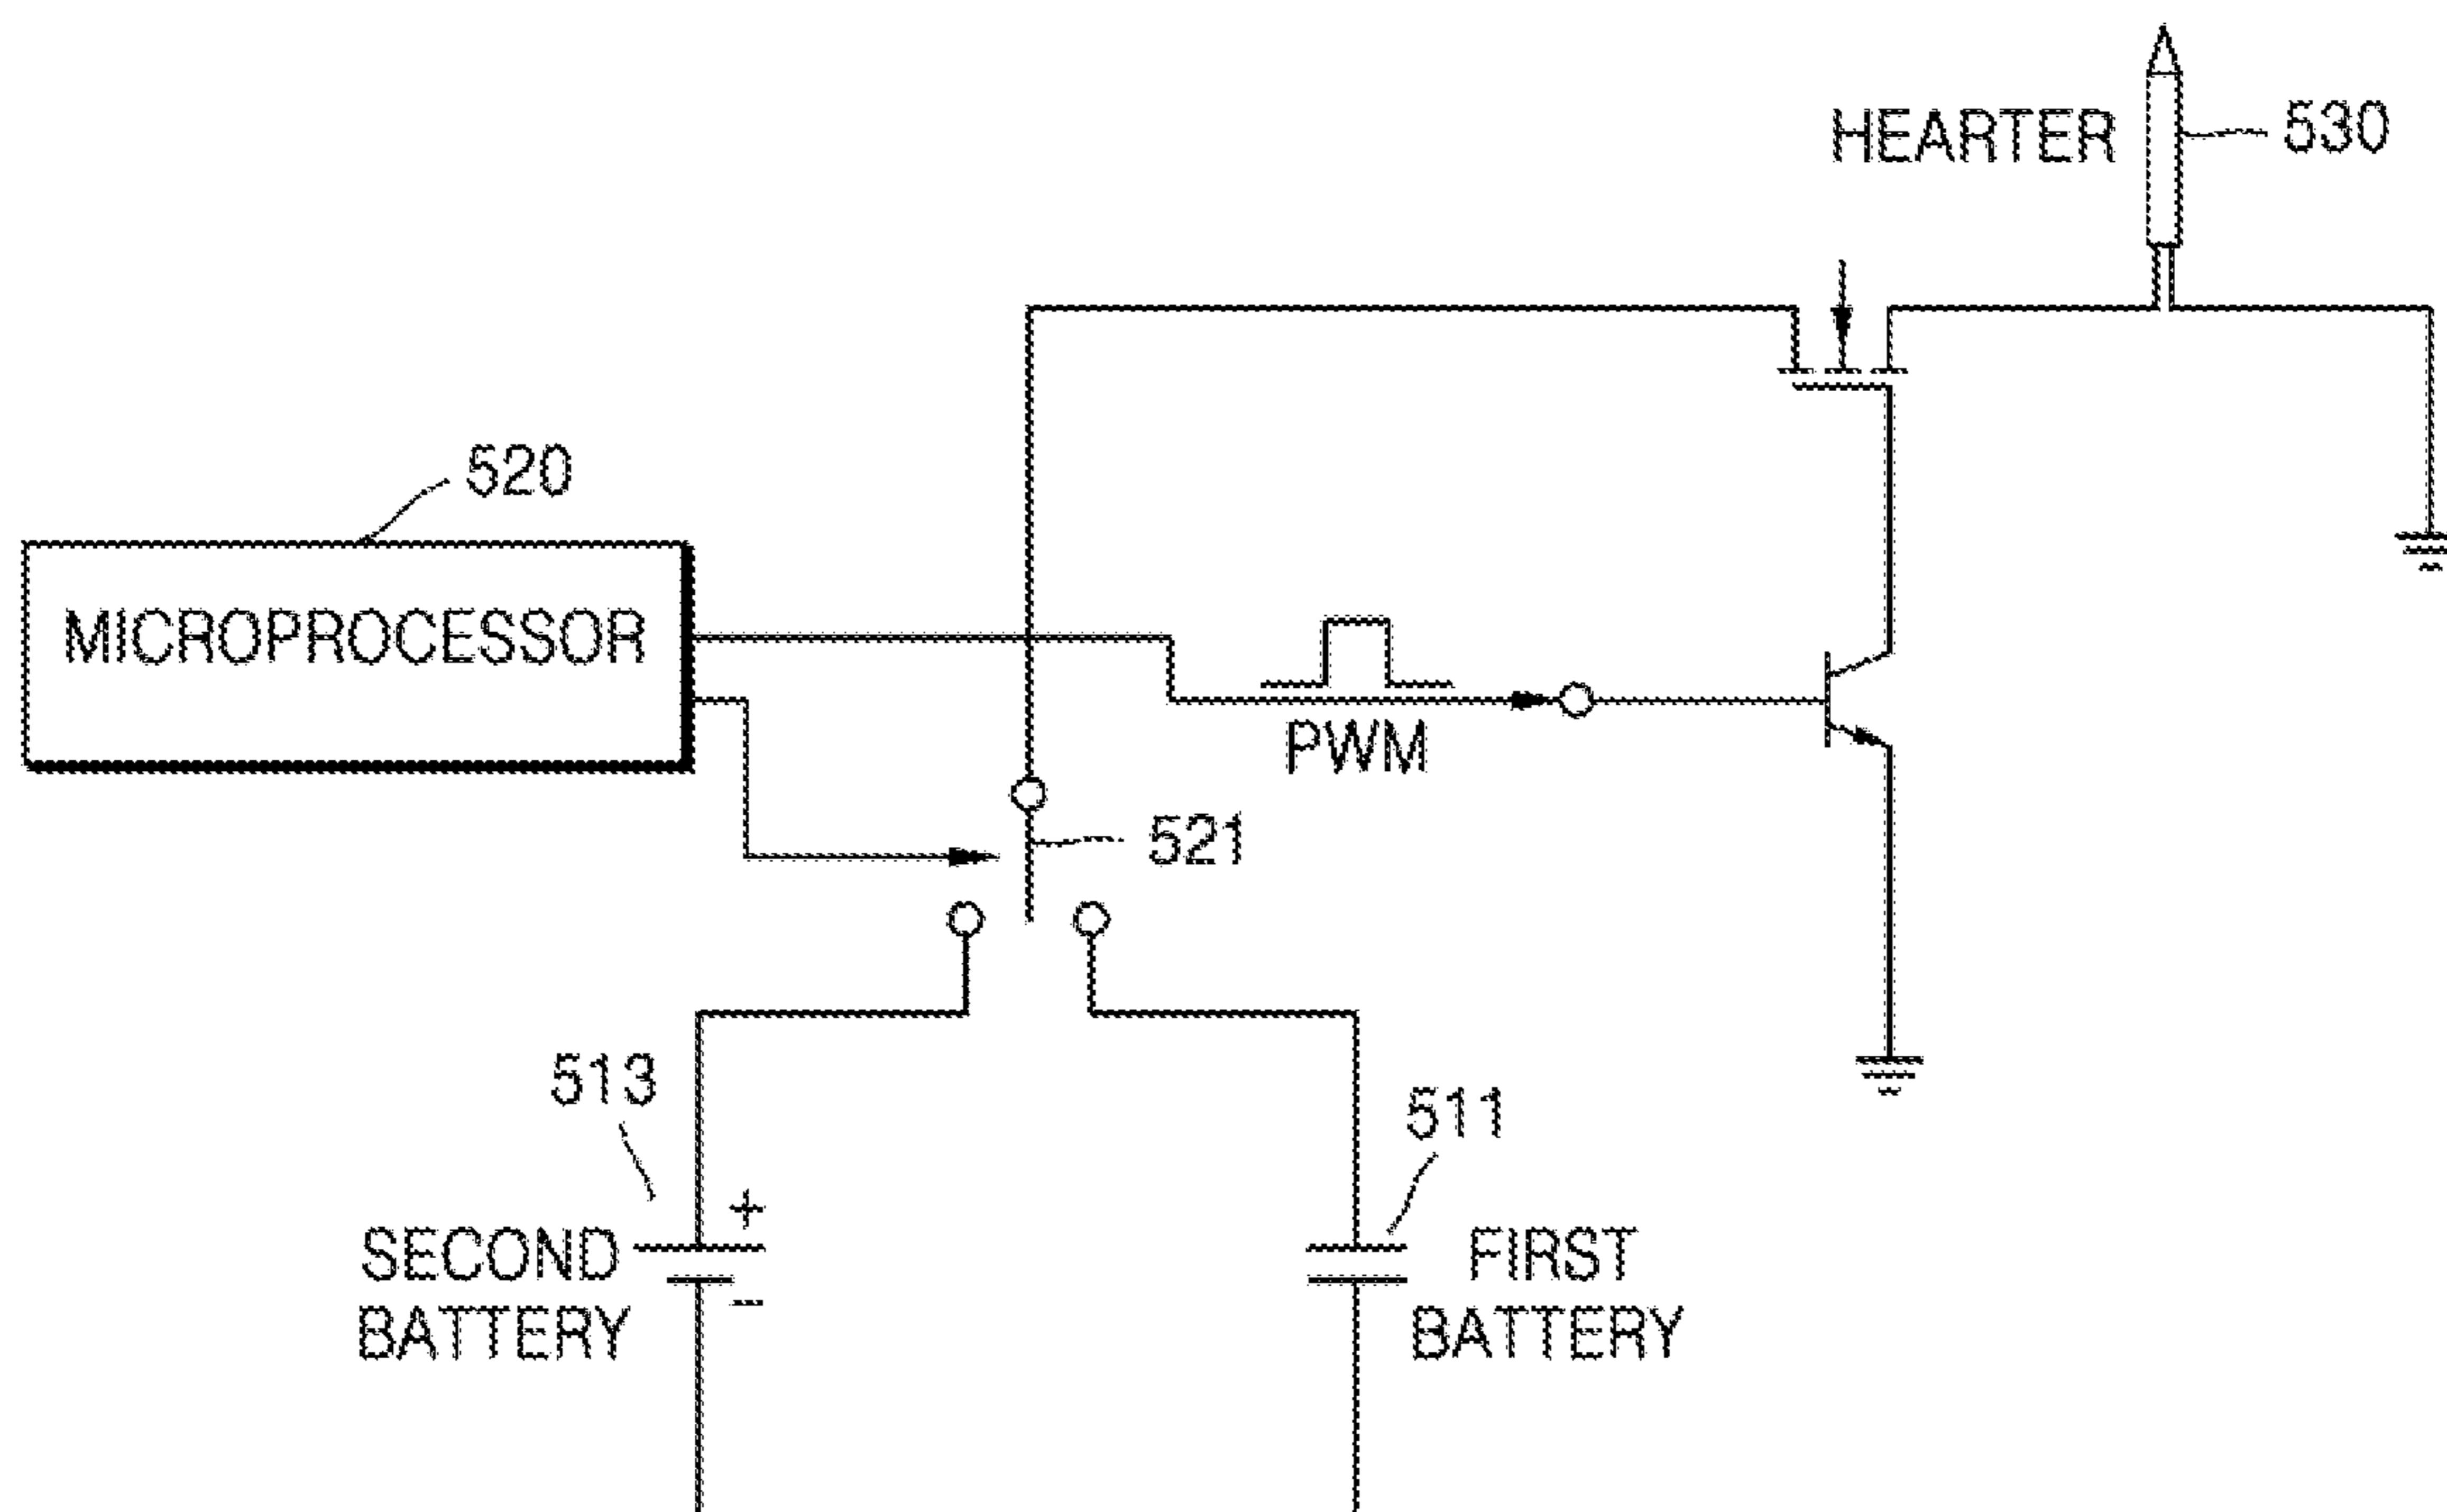 HEARTER
530
520
MICROPROCESSOR
PWM
521
513
511
+
SECOND
BATTERY
−
FIRST
BATTERY